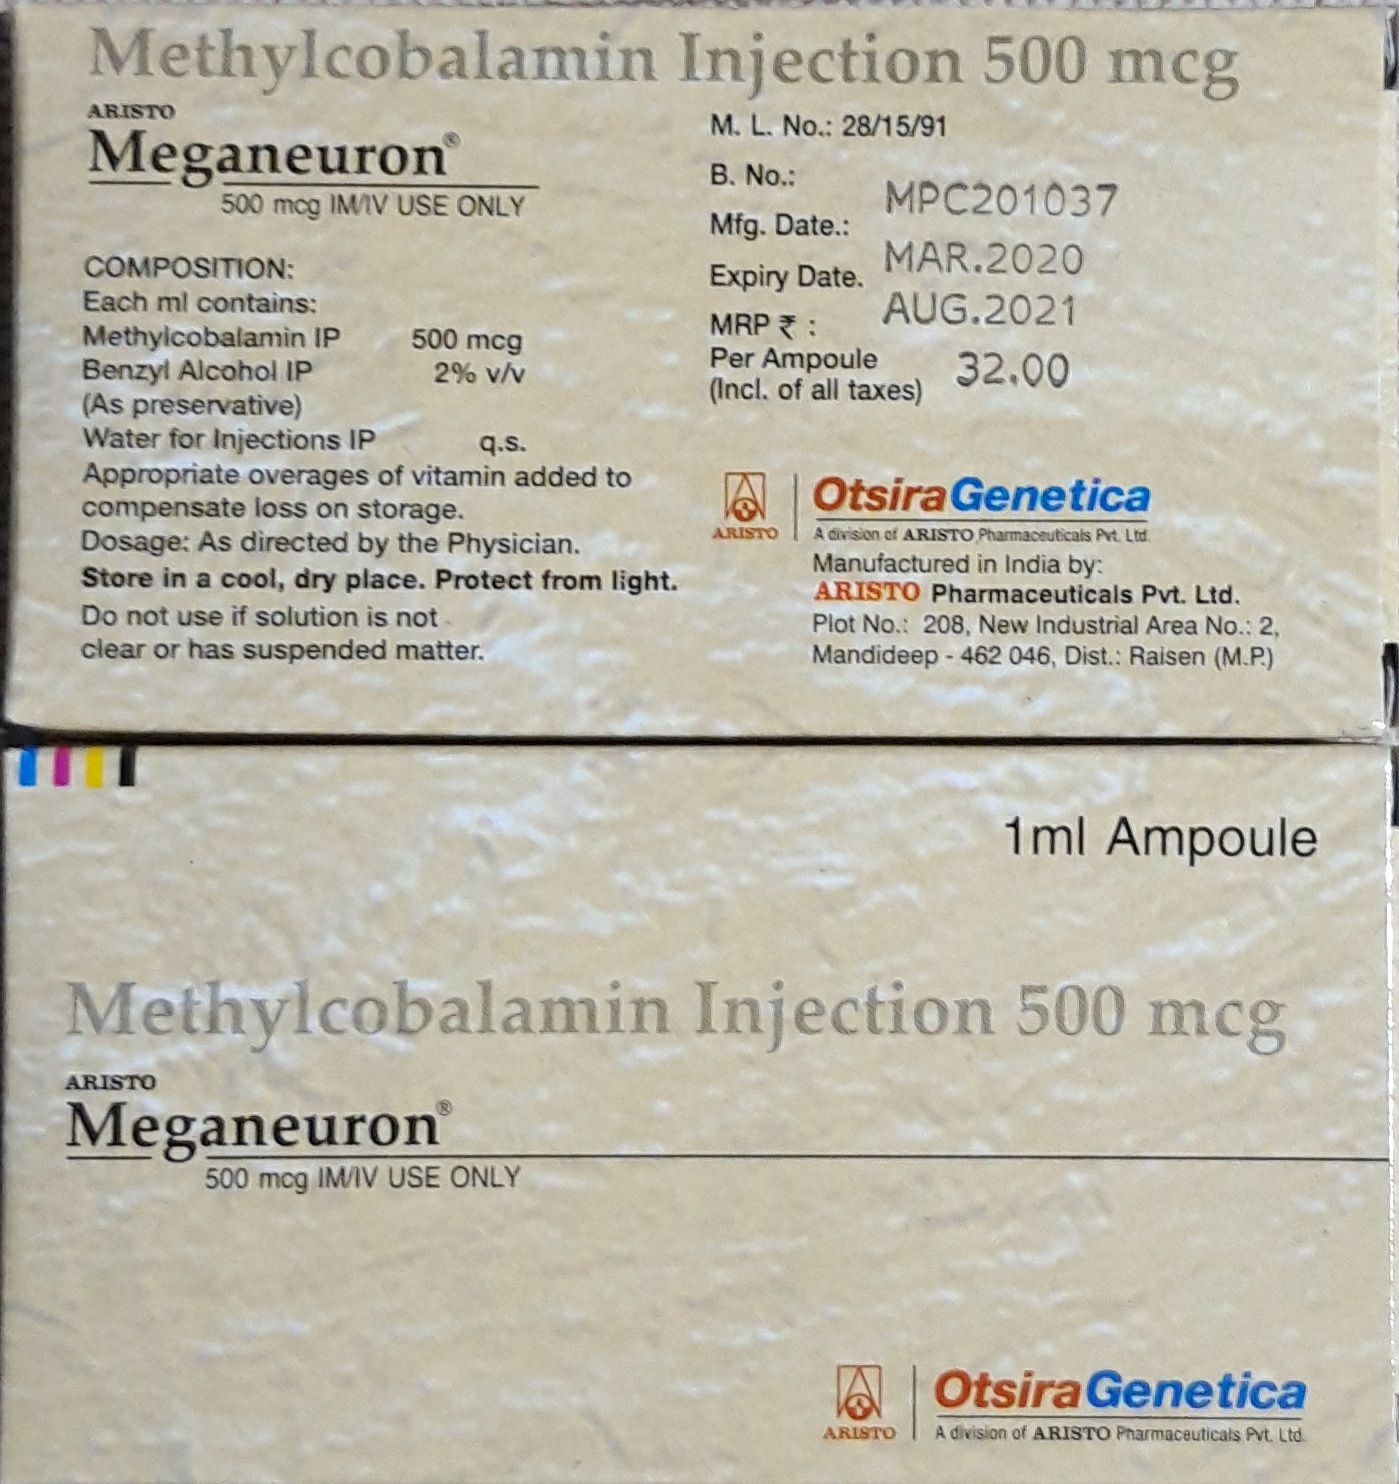 Methylcobalamin Injection 500 mcg
ARISTO
Meganeuron®
500 mcg IM/IV USE ONLY
COMPOSITION:
Each ml contains:
Methylcobalamin IP 500 mcg
Benzyl Alcohol IP 2% v/v
(As preservative)
Water for Injections IP q.s.
Appropriate overages of vitamin added to
compensate loss on storage.
Dosage: As directed by the Physician.
Store in a cool, dry place. Protect from light.
Do not use if solution is not
clear or has suspended matter.
M. L. No.: 28/15/91
B. No.: MPC201037
Mfg. Date.: MAR.2020
Expiry Date. AUG.2021
MRP ₹ :
Per Ampoule 32.00
(Incl. of all taxes)
ARISTO
OtsiraGenetica
A division of ARISTO Pharmaceuticals Pvt. Ltd.
Manufactured in India by:
ARISTO Pharmaceuticals Pvt. Ltd.
Plot No.: 208, New Industrial Area No.: 2,
Mandideep - 462 046, Dist.: Raisen (M.P.)
1ml Ampoule
Methylcobalamin Injection 500 mcg
ARISTO
Meganeuron®
500 mcg IM/IV USE ONLY
ARISTO
OtsiraGenetica
A division of ARISTO Pharmaceuticals Pvt. Ltd.